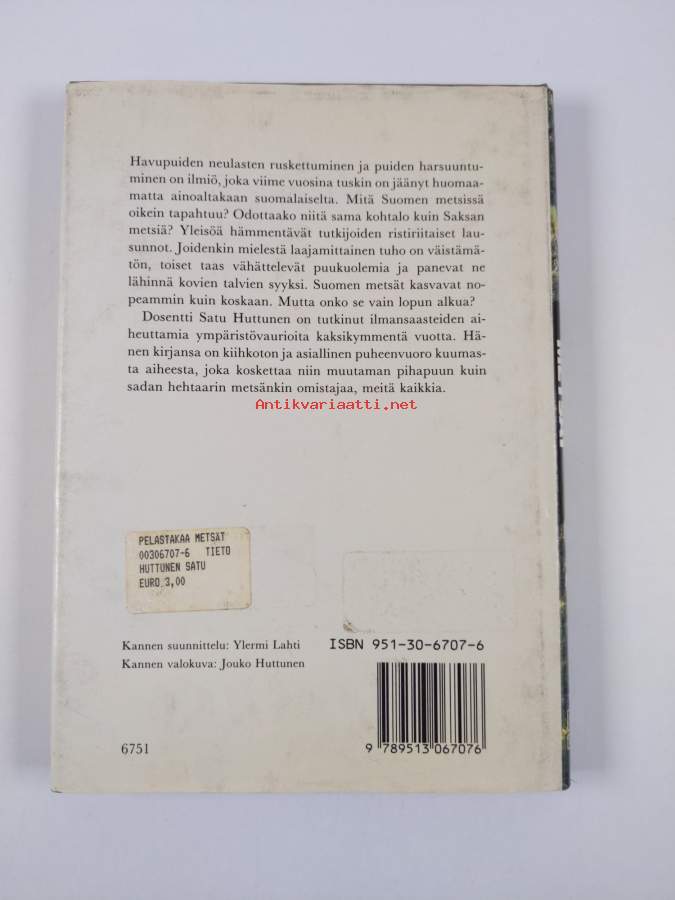 Havupuiden neulasten ruskettuminen ja puiden harsuuntu-
minen on ilmiö, joka viime vuosina tuskin on jäänyt huomaa-
matta ainoaltakaan suomalaiselta. Mitä Suomen metsissä
oikein tapahtuu? Odottaako niitä sama kohtalo kuin Saksan
metsiä? Yleisöä hämmentävät tutkijoiden ristiriitaiset lau-
sunnot. Joidenkin mielestä laajamittainen tuho on väistämä-
tön, toiset taas vähättelevät puukuolemia ja panevat ne
lähinnä kovien talvien syyksi. Suomen metsät kasvavat no-
peammin kuin koskaan. Mutta onko se vain lopun alkua?
Dosentti Satu Huttunen on tutkinut ilmansaasteiden ai-
heuttamia ympäristövaurioita kaksikymmentä vuotta. Hä-
nen kirjansa on kiihkoton ja asiallinen puheenvuoro kuumas-
ta aiheesta, joka koskettaa niin muutaman pihapuun kuin
sadan hehtaarin metsänkin omistajaa, meitä kaikkia.
Antikvariaatti.net
PELASTAKAA METSÄT
00306707-6 TIETO
HUTTUNEN SATU
EURO 3,00
Kannen suunnittelu: Ylermi Lahti
Kannen valokuva: Jouko Huttunen
ISBN 951-30-6707-6
6751
9 789513 067076